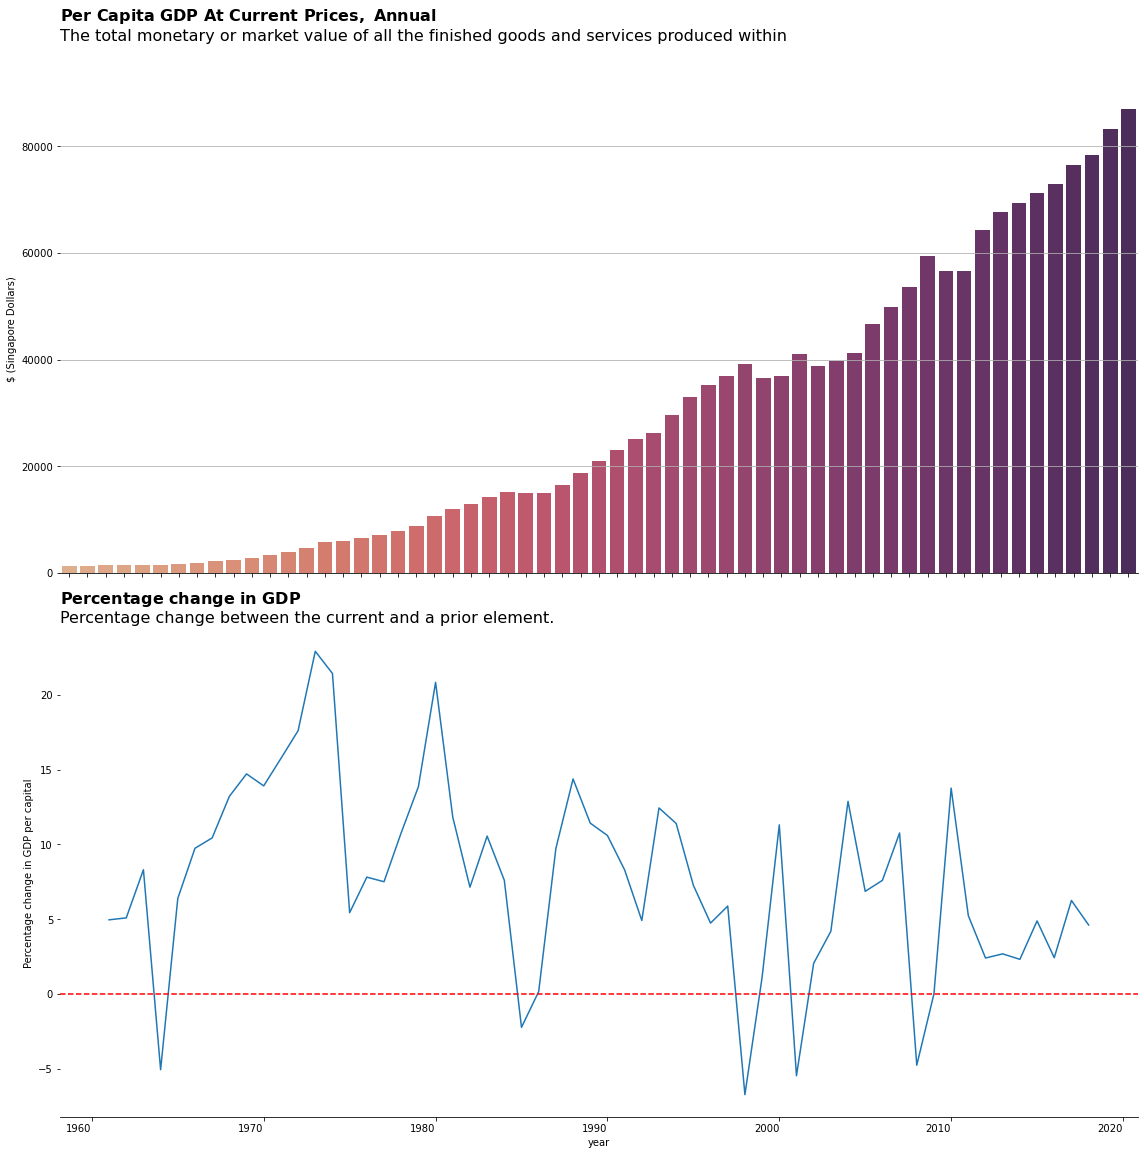 Per Capita GDP At Current Prices, Annual
The total monetary or market value of all the finished goods and services produced within
80000
60000
$ (Singapore Dollars)
40000
20000
0
Percentage change in GDP
Percentage change between the current and a prior element.
20
15
10
Percentage change in GDP per capital
5
0
−5
1960 1970 1980 1990 2000 2010 2020
year